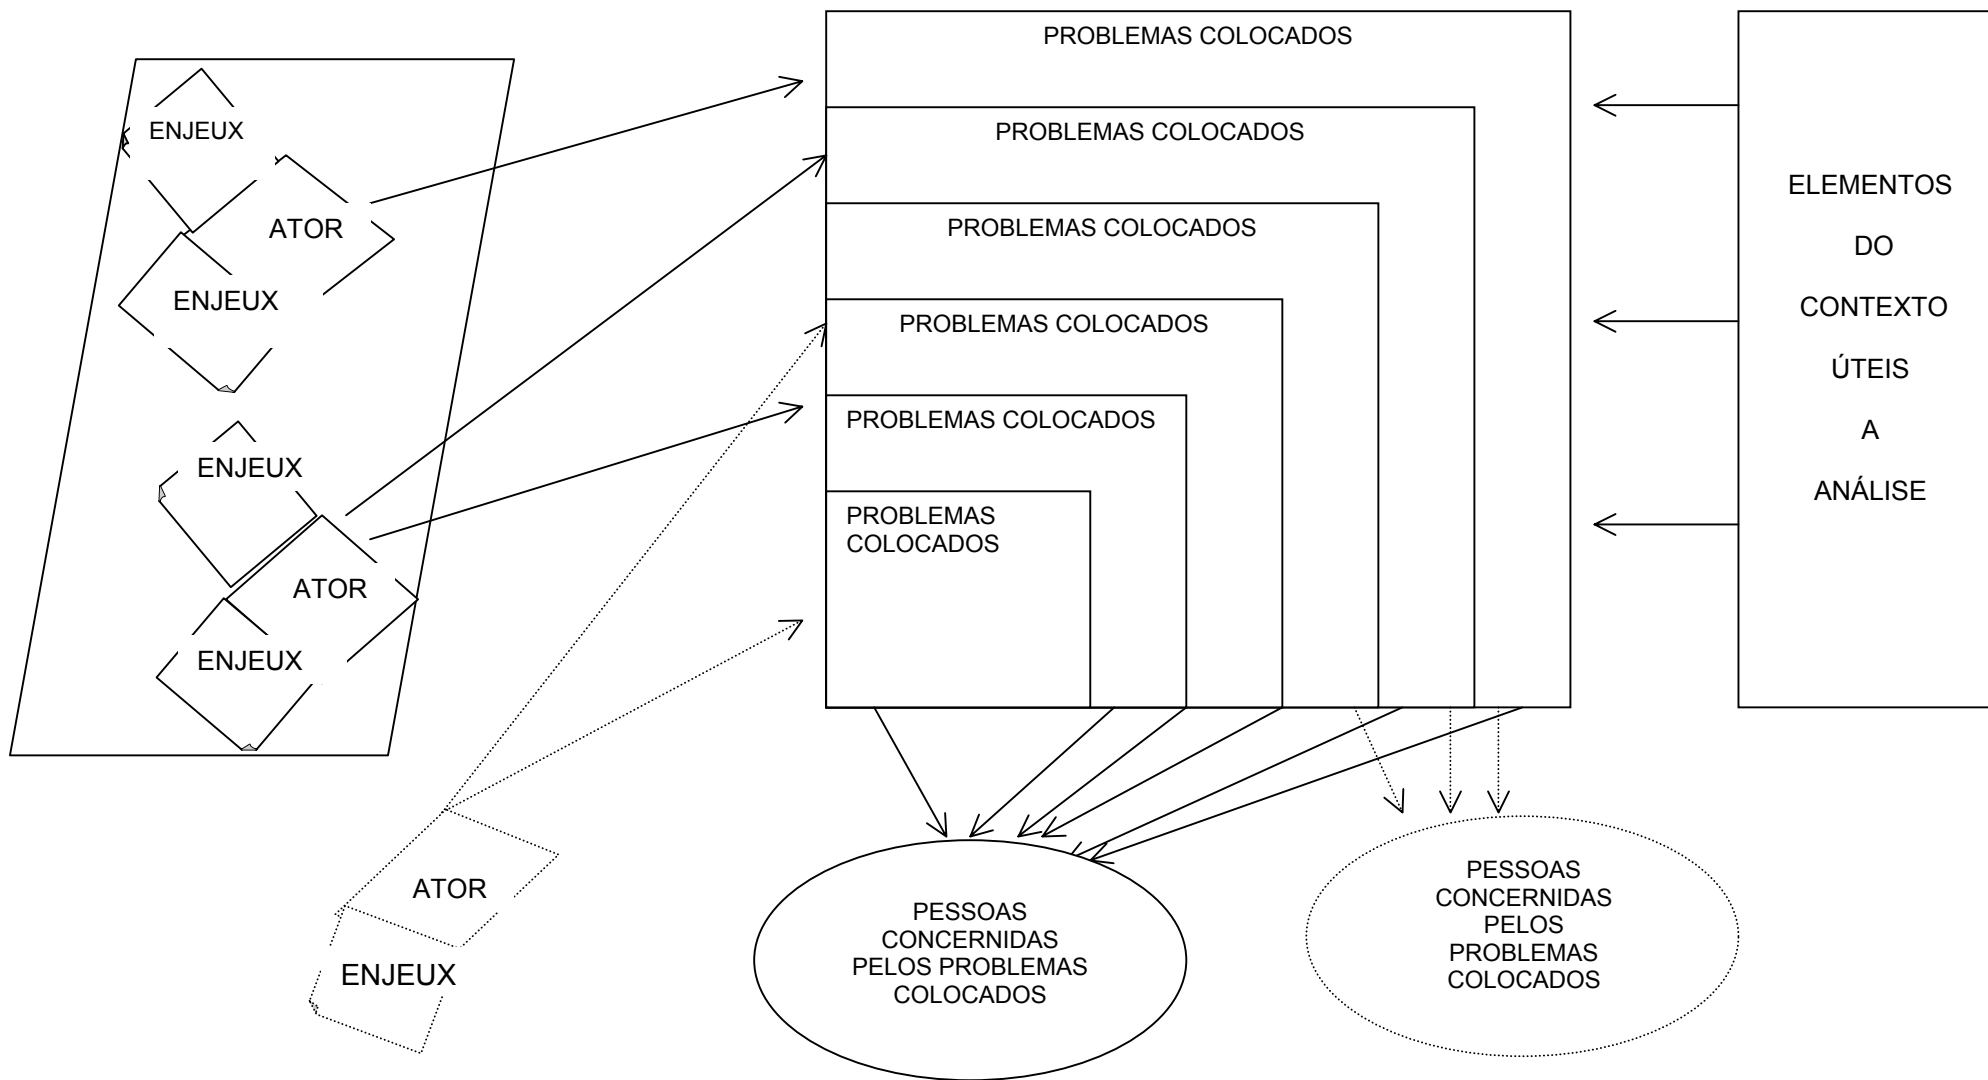 ENJEUX
ATOR
ENJEUX
ENJEUX
ATOR
ENJEUX
ATOR
ENJEUX
PROBLEMAS COLOCADOS
PROBLEMAS COLOCADOS
PROBLEMAS COLOCADOS
PROBLEMAS COLOCADOS
PROBLEMAS COLOCADOS
PROBLEMAS
COLOCADOS
ELEMENTOS
DO
CONTEXTO
ÚTEIS
A
ANÁLISE
PESSOAS
CONCERNIDAS
PELOS PROBLEMAS
COLOCADOS
PESSOAS
CONCERNIDAS
PELOS
PROBLEMAS
COLOCADOS